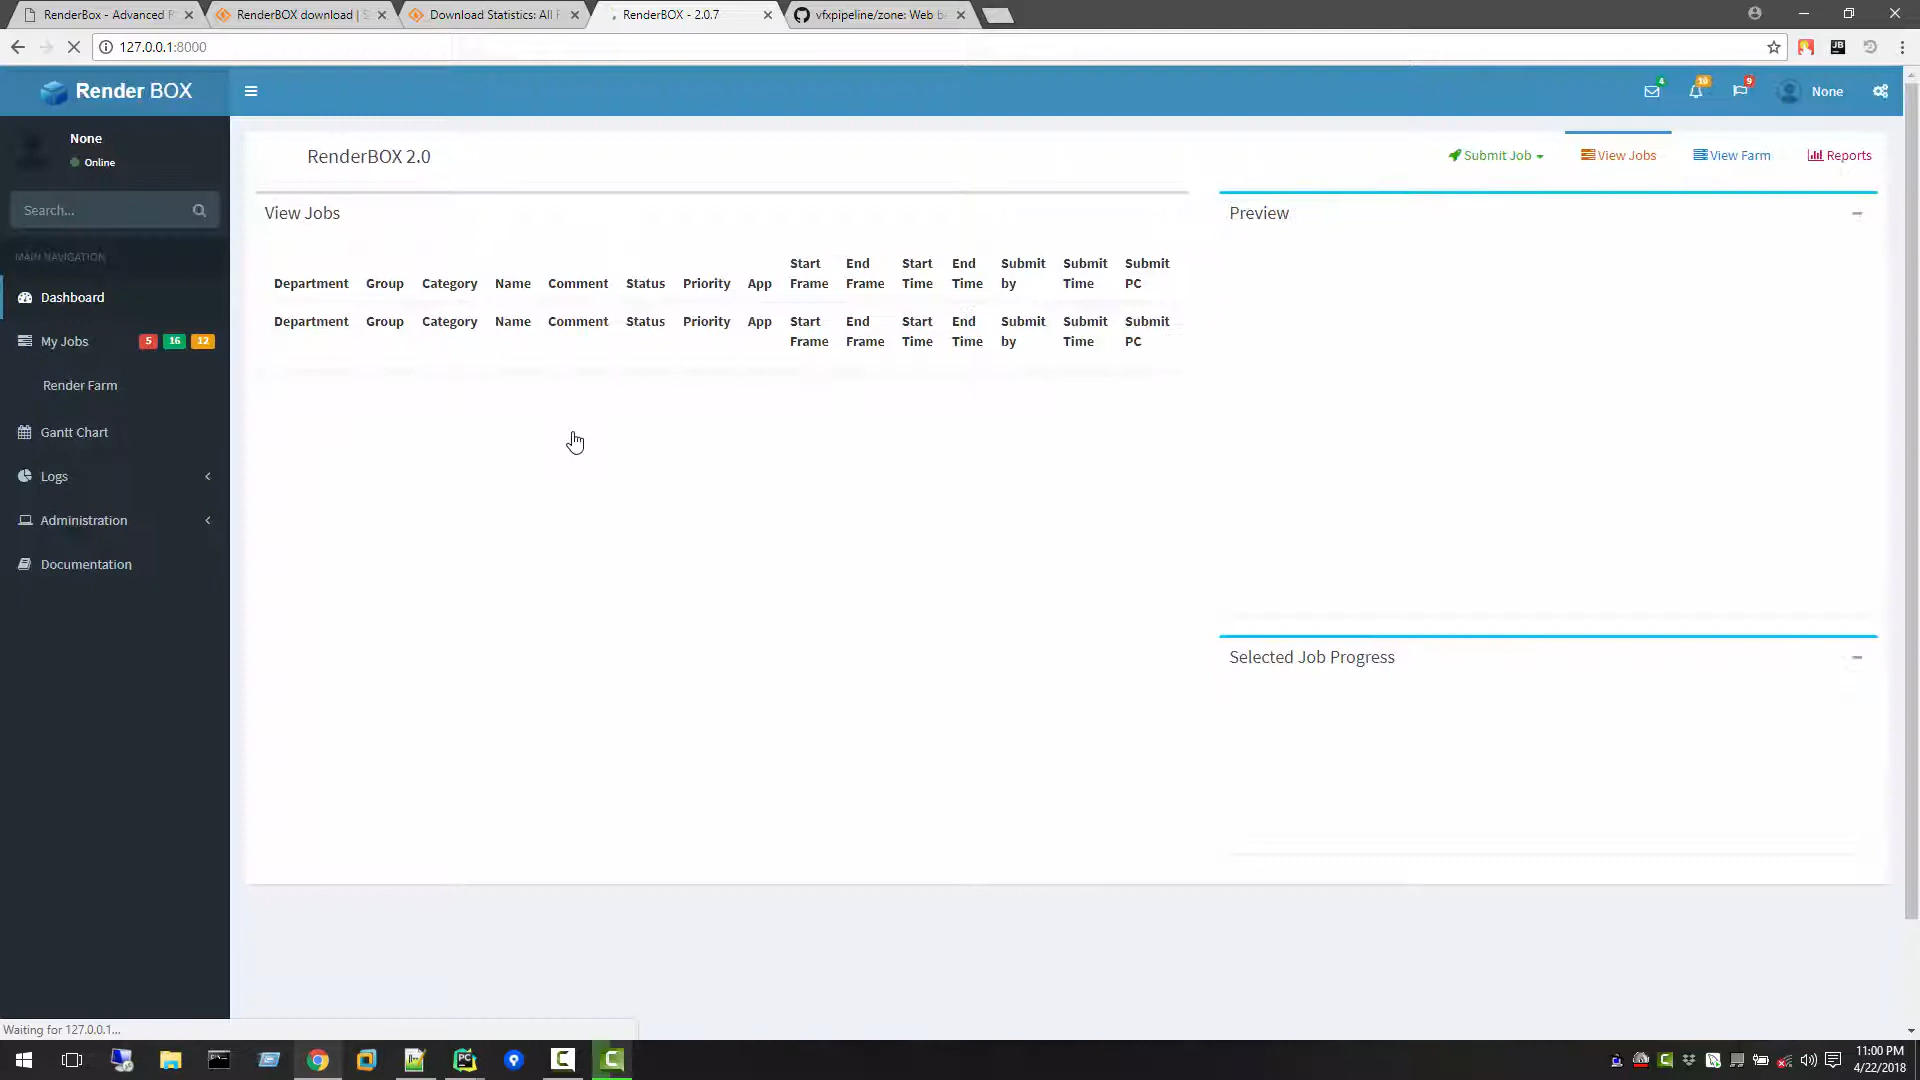 RenderBox - Advanced F
RenderBOX download | S
Download Statistics: All F
RenderBOX - 2.0.7
vfxpipeline/zone: Web b
127.0.0.1:8000
JB
Render BOX
4
10
9
None
None
Online
RenderBOX 2.0
Submit Job
View Jobs
View Farm
Reports
Search...
View Jobs
Preview
MAIN NAVIGATION
Department Group Category Name Comment Status Priority App Start Frame End Frame Start Time End Time Submit by Submit Time Submit PC
Dashboard
Department Group Category Name Comment Status Priority App Start Frame End Frame Start Time End Time Submit by Submit Time Submit PC
My Jobs 5 16 12
Render Farm
Gantt Chart
Logs
Administration
Documentation
Selected Job Progress
Waiting for 127.0.0.1...
PC
11:00 PM
4/22/2018